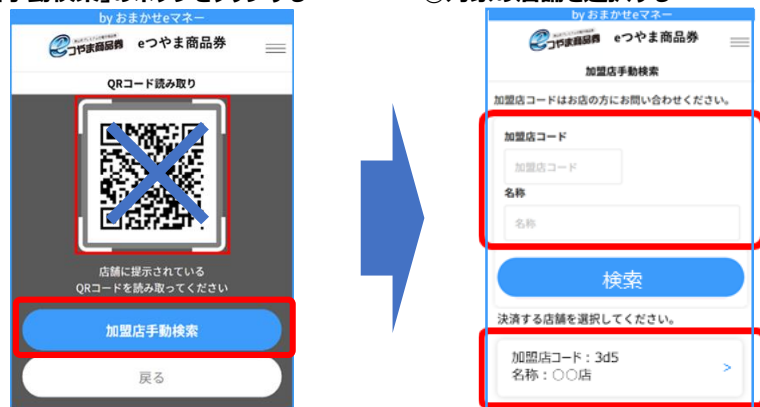 by おまかせeマネー
eつやま商品券
QRコード読み取り
店舗に提示されている
QRコードを読み取ってください
加盟店手動検索
戻る
by おまかせeマネー
eつやま商品券
加盟店手動検索
加盟店コードはお店の方にお問い合わせください。
加盟店コード
加盟店コード
名称
名称
検索
決済する店舗を選択してください。
加盟店コード：3d5
名称：〇〇店
>